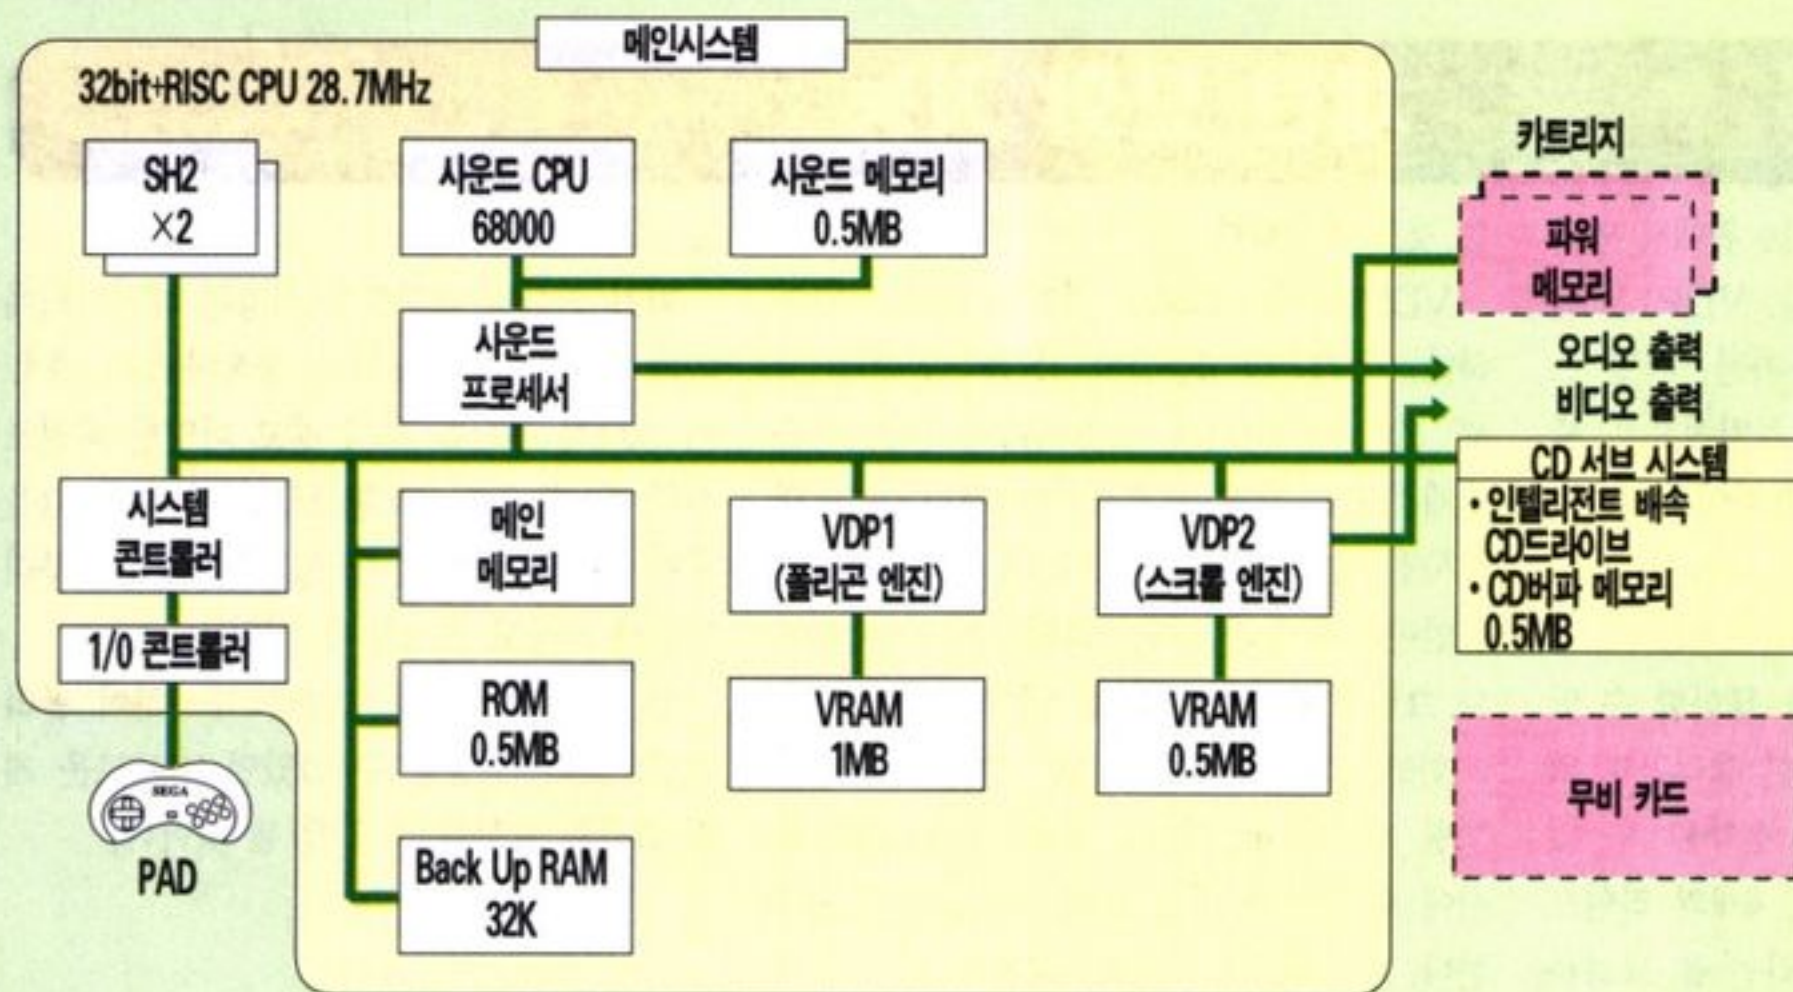 메인시스템
32bit+RISC CPU 28.7MHz
SH2
×2
사운드 CPU
68000
사운드 메모리
0.5MB
사운드
프로세서
카트리지
파워
메모리
오디오 출력
비디오 출력
CD 서브 시스템
・인텔리전트 배속
CD드라이브
・CD버파 메모리
0.5MB
시스템
콘트롤러
1/0 콘트롤러
SEGA
PAD
메인
메모리
ROM
0.5MB
Back Up RAM
32K
VDP1
(폴리곤 엔진)
VRAM
1MB
VDP2
(스크롤 엔진)
VRAM
0.5MB
무비 카드